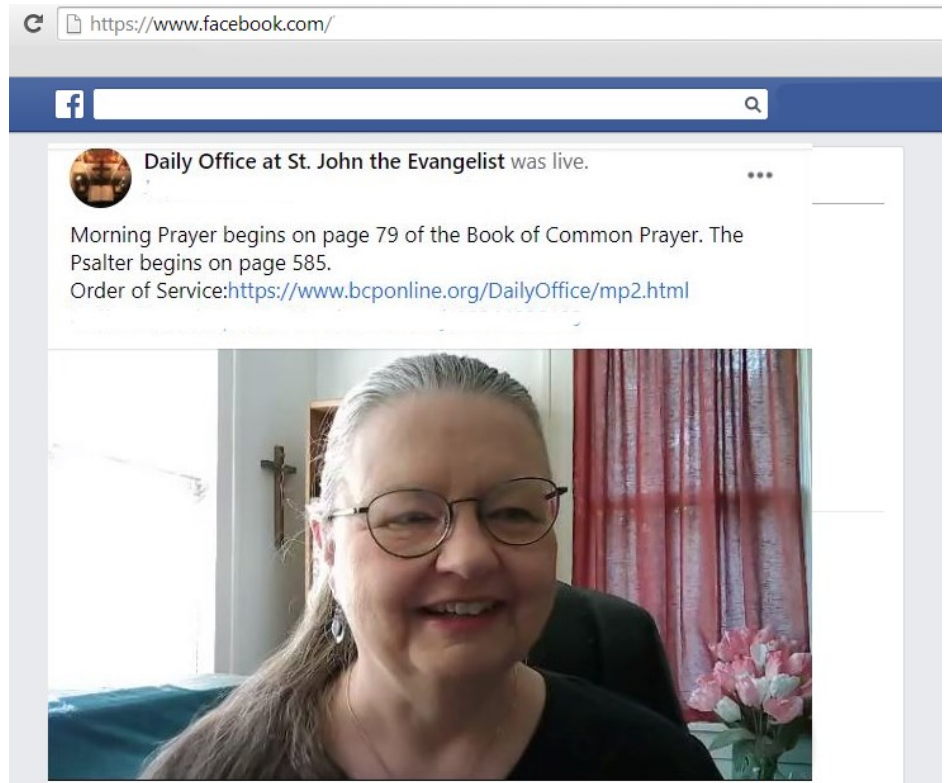 https://www.facebook.com/
f
Daily Office at St. John the Evangelist was live.
Morning Prayer begins on page 79 of the Book of Common Prayer. The
Psalter begins on page 585.
Order of Service:https://www.bcponline.org/DailyOffice/mp2.html